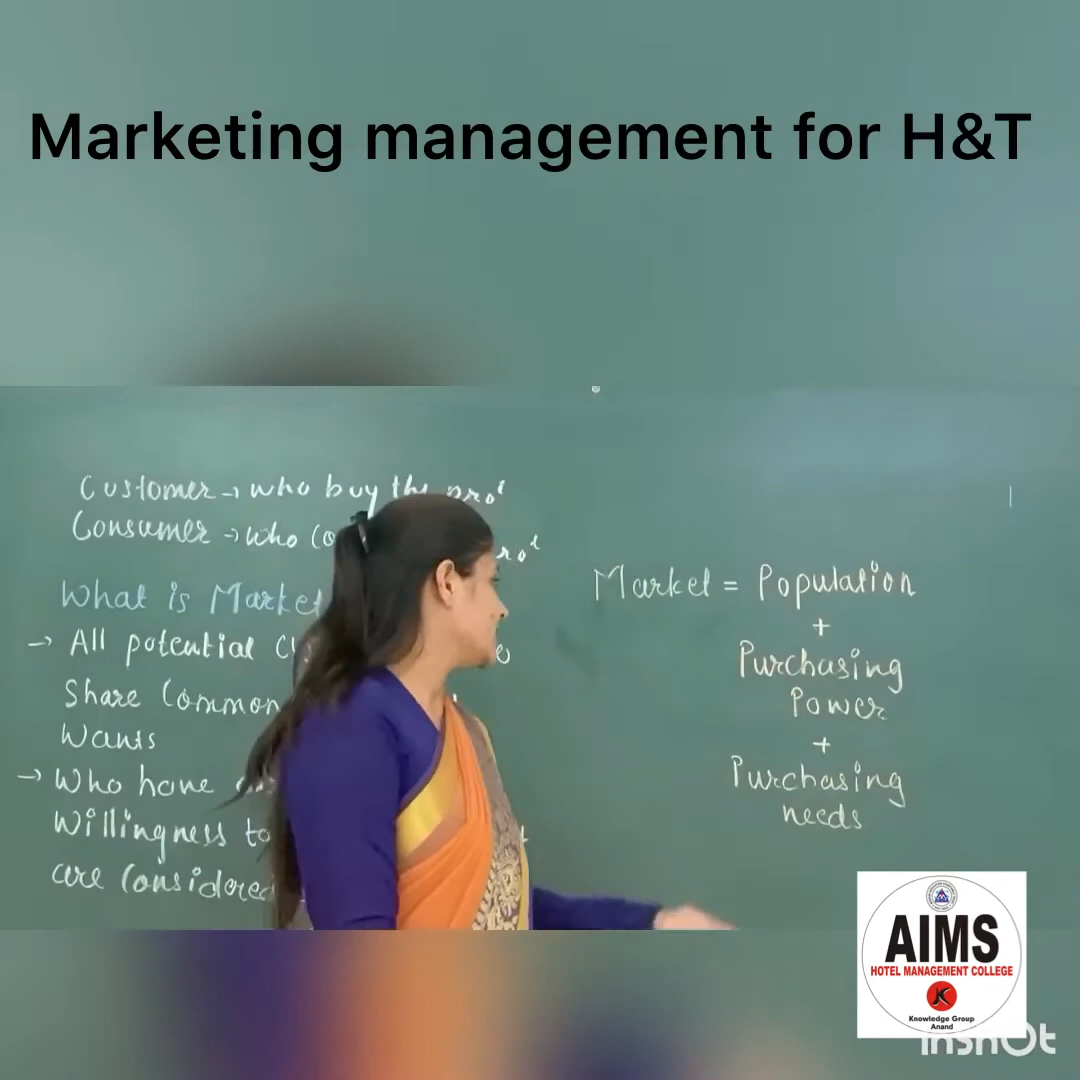 Marketing management for H&T
Customer → who buy the
Consumer → who
What is Market
→ All potential
Share Common
Wants
→ Who have
Willingness to
are Considered
Market = Population
+
Purchasing
Power
+
Purchasing
needs
AIMS
HOTEL MANAGEMENT COLLEGE
K
Knowledge Group
Anand
InShOt